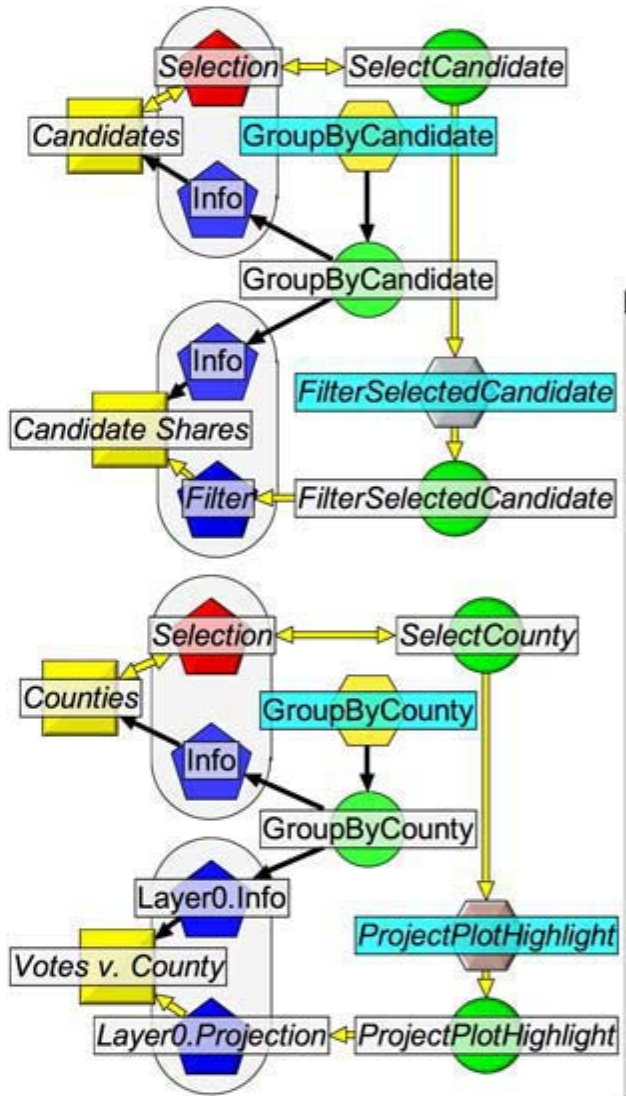 Selection
SelectCandidate
Candidates
GroupByCandidate
Info
GroupByCandidate
Info
FilterSelectedCandidate
Candidate Shares
Filter
FilterSelectedCandidate
Selection
SelectCounty
Counties
GroupByCounty
Info
GroupByCounty
Layer0.Info
ProjectPlotHighlight
Votes v. County
Layer0.Projection
ProjectPlotHighlight